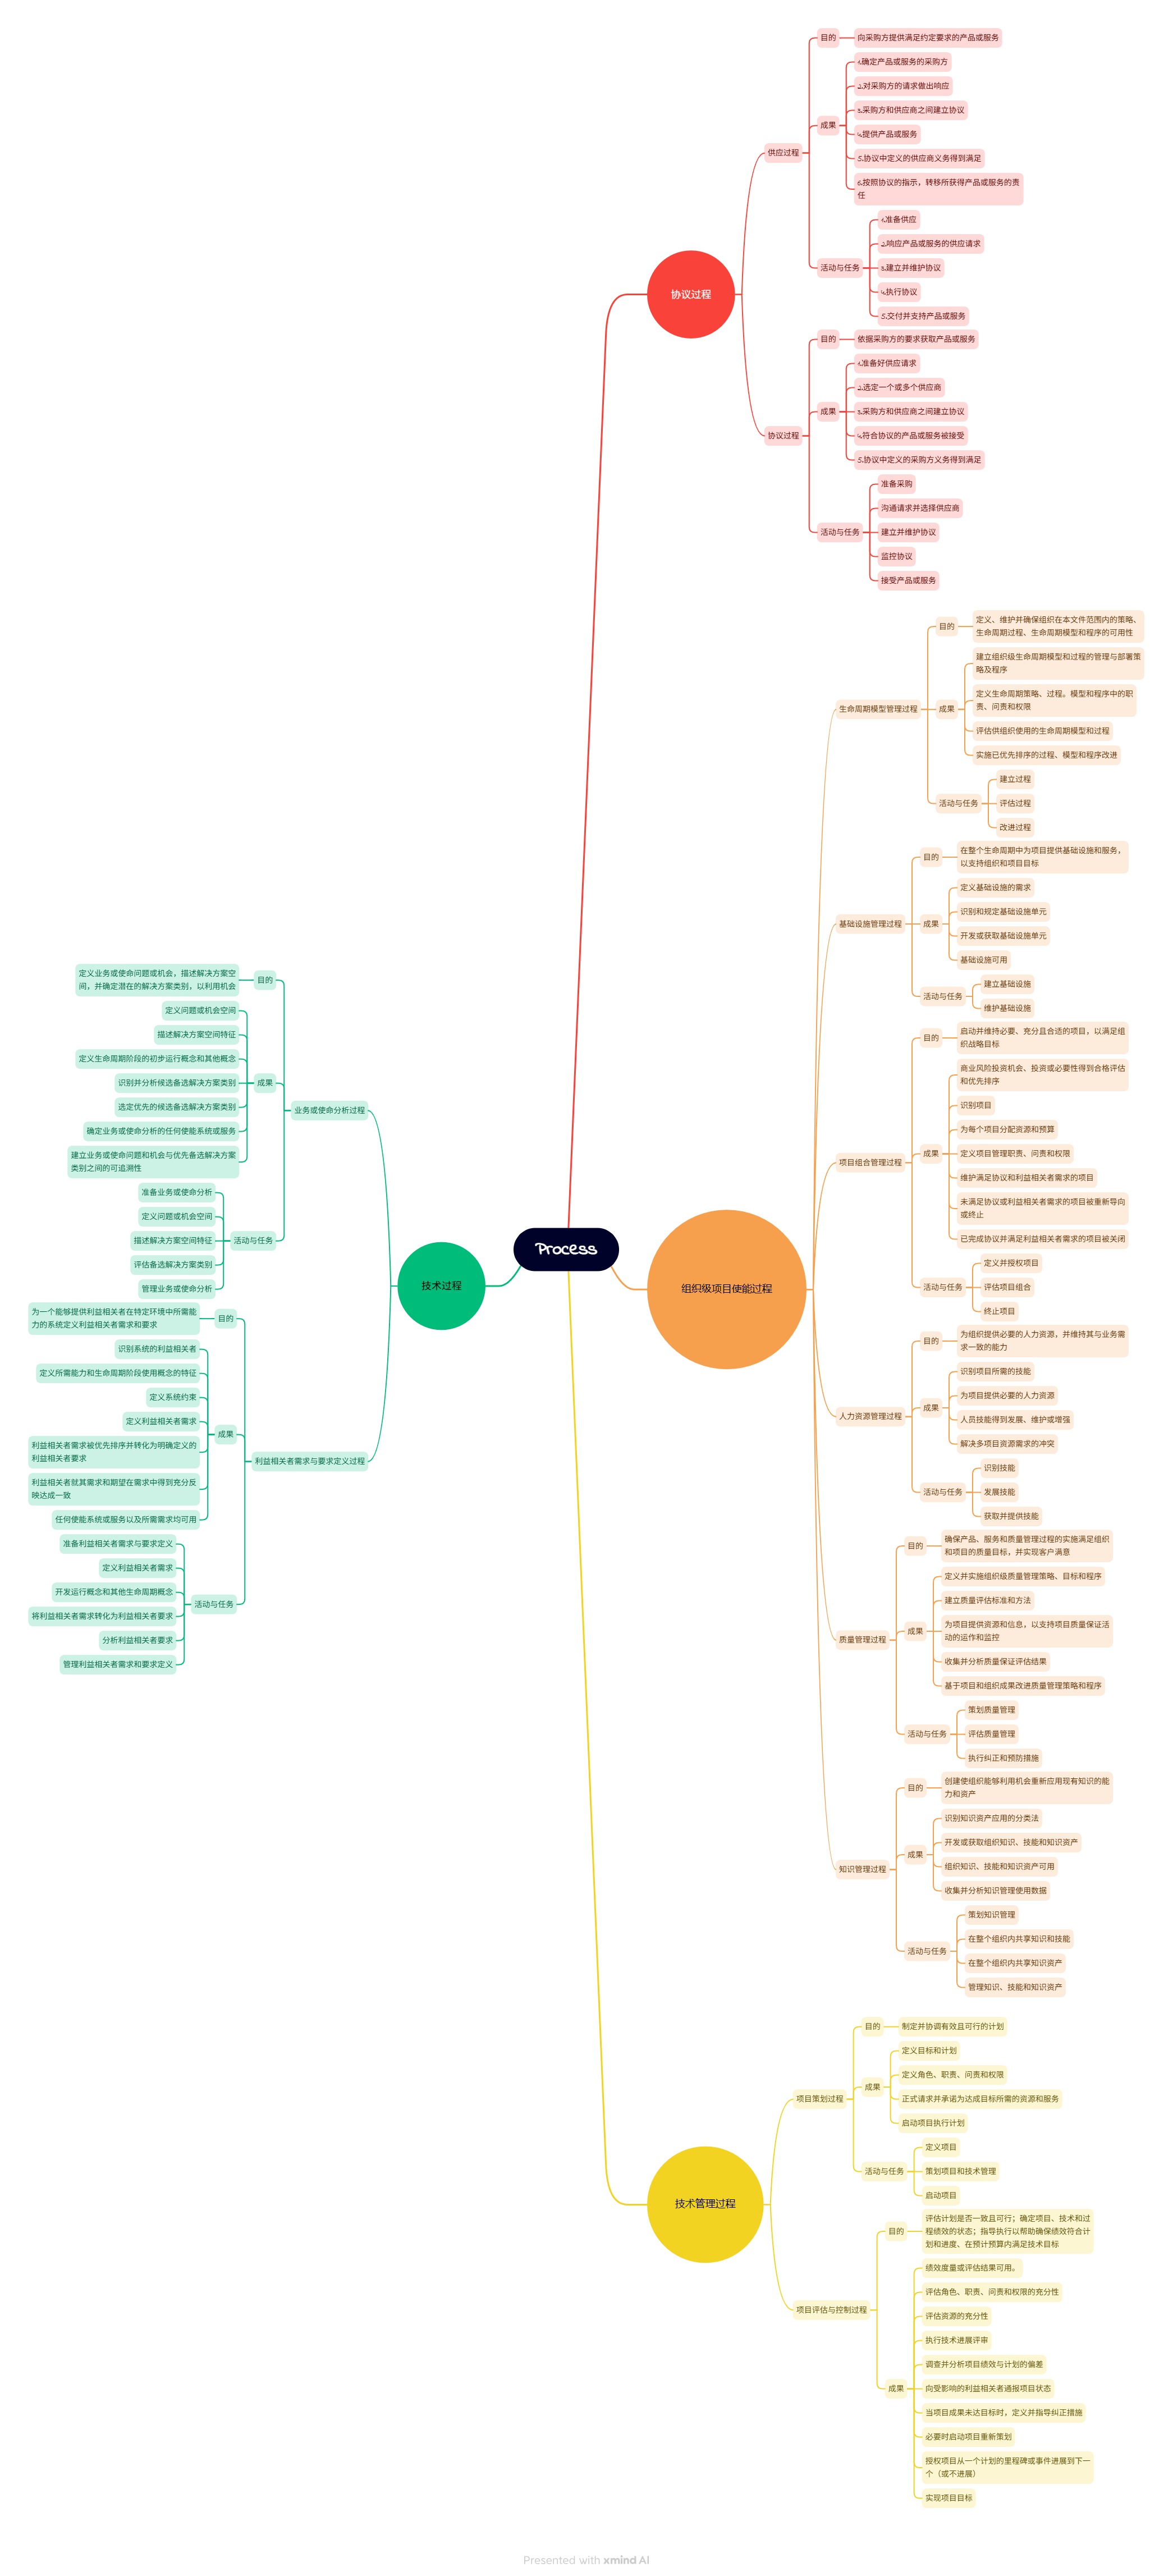 Process
协议过程
供应过程
目的
向采购方提供满足约定要求的产品或服务
成果
1.确定产品或服务的采购方
2.对采购方的请求做出响应
3.采购方和供应商之间建立协议
4.提供产品或服务
5.协议中定义的供应商义务得到满足
6.按照协议的指示，转移所获得产品或服务的责
任
活动与任务
1.准备供应
2.响应产品或服务的供应请求
3.建立并维护协议
4.执行协议
5.交付并支持产品或服务
协议过程
目的
依据采购方的要求获取产品或服务
成果
1.准备好供应请求
2.选定一个或多个供应商
3.采购方和供应商之间建立协议
4.符合协议的产品或服务被接受
5.协议中定义的采购方义务得到满足
活动与任务
准备采购
沟通请求并选择供应商
建立并维护协议
监控协议
接受产品或服务
组织级项目使能过程
生命周期模型管理过程
目的
定义、维护并确保组织在本文件范围内的策略、
生命周期过程、生命周期模型和程序的可用性
成果
建立组织级生命周期模型和过程的管理与部署策
略及程序
定义生命周期策略、过程。模型和程序中的职
责、问责和权限
评估供组织使用的生命周期模型和过程
实施已优先排序的过程、模型和程序改进
活动与任务
建立过程
评估过程
改进过程
基础设施管理过程
目的
在整个生命周期中为项目提供基础设施和服务，
以支持组织和项目目标
成果
定义基础设施的需求
识别和规定基础设施单元
开发或获取基础设施单元
基础设施可用
活动与任务
建立基础设施
维护基础设施
项目组合管理过程
目的
启动并维持必要、充分且合适的项目，以满足组
织战略目标
成果
商业风险投资机会、投资或必要性得到合格评估
和优先排序
识别项目
为每个项目分配资源和预算
定义项目管理职责、问责和权限
维护满足协议和利益相关者需求的项目
未满足协议或利益相关者需求的项目被重新导向
或终止
已完成协议并满足利益相关者需求的项目被关闭
活动与任务
定义并授权项目
评估项目组合
终止项目
人力资源管理过程
目的
为组织提供必要的人力资源，并维持其与业务需
求一致的能力
成果
识别项目所需的技能
为项目提供必要的人力资源
人员技能得到发展、维护或增强
解决多项目资源需求的冲突
活动与任务
识别技能
发展技能
获取并提供技能
质量管理过程
目的
确保产品、服务和质量管理过程的实施满足组织
和项目的质量目标，并实现客户满意
成果
定义并实施组织级质量管理策略、目标和程序
建立质量评估标准和方法
为项目提供资源和信息，以支持项目质量保证活
动的运作和监控
收集并分析质量保证评估结果
基于项目和组织成果改进质量管理策略和程序
活动与任务
策划质量管理
评估质量管理
执行纠正和预防措施
知识管理过程
目的
创建使组织能够利用机会重新应用现有知识的能
力和资产
成果
识别知识资产应用的分类法
开发或获取组织知识、技能和知识资产
组织知识、技能和知识资产可用
收集并分析知识管理使用数据
活动与任务
策划知识管理
在整个组织内共享知识和技能
在整个组织内共享知识资产
管理知识、技能和知识资产
技术管理过程
项目策划过程
目的
制定并协调有效且可行的计划
成果
定义目标和计划
定义角色、职责、问责和权限
正式请求并承诺为达成目标所需的资源和服务
启动项目执行计划
活动与任务
定义项目
策划项目和技术管理
启动项目
项目评估与控制过程
目的
评估计划是否一致且可行；确定项目、技术和过
程绩效的状态；指导执行以帮助确保绩效符合计
划和进度、在预计预算内满足技术目标
成果
绩效度量或评估结果可用。
评估角色、职责、问责和权限的充分性
评估资源的充分性
执行技术进展评审
调查并分析项目绩效与计划的偏差
向受影响的利益相关者通报项目状态
当项目成果未达目标时，定义并指导纠正措施
必要时启动项目重新策划
授权项目从一个计划的里程碑或事件进展到下一
个（或不进展）
实现项目目标
技术过程
业务或使命分析过程
目的
定义业务或使命问题或机会，描述解决方案空
间，并确定潜在的解决方案类别，以利用机会
成果
定义问题或机会空间
描述解决方案空间特征
定义生命周期阶段的初步运行概念和其他概念
识别并分析候选备选解决方案类别
选定优先的候选备选解决方案类别
确定业务或使命分析的任何使能系统或服务
建立业务或使命问题和机会与优先备选解决方案
类别之间的可追溯性
活动与任务
准备业务或使命分析
定义问题或机会空间
描述解决方案空间特征
评估备选解决方案类别
管理业务或使命分析
利益相关者需求与要求定义过程
目的
为一个能够提供利益相关者在特定环境中所需能
力的系统定义利益相关者需求和要求
成果
识别系统的利益相关者
定义所需能力和生命周期阶段使用概念的特征
定义系统约束
定义利益相关者需求
利益相关者需求被优先排序并转化为明确定义的
利益相关者要求
利益相关者就其需求和期望在需求中得到充分反
映达成一致
任何使能系统或服务以及所需需求均可用
活动与任务
准备利益相关者需求与要求定义
定义利益相关者需求
开发运行概念和其他生命周期概念
将利益相关者需求转化为利益相关者要求
分析利益相关者要求
管理利益相关者需求和要求定义
Presented with xmind AI